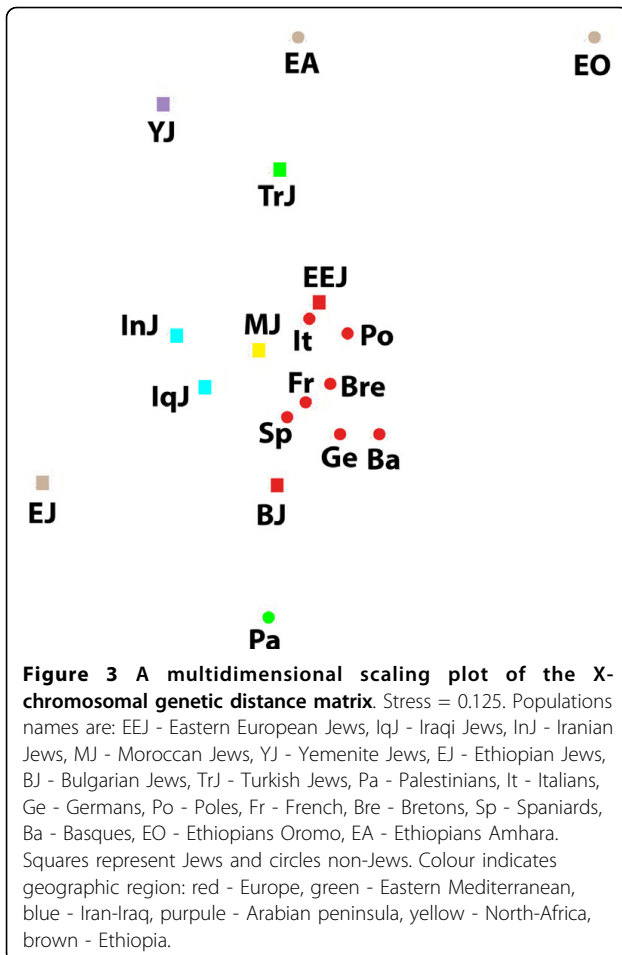 EA
EO
YJ
TrJ
EEJ
InJ
MJ
It
Po
IqJ
Fr
Bre
Sp
Ge
Ba
EJ
BJ
Pa
Figure 3 A multidimensional scaling plot of the X-
chromosomal genetic distance matrix. Stress = 0.125. Populations
names are: EEJ - Eastern European Jews, IqJ - Iraqi Jews, InJ - Iranian
Jews, MJ - Moroccan Jews, YJ - Yemenite Jews, EJ - Ethiopian Jews,
BJ - Bulgarian Jews, TrJ - Turkish Jews, Pa - Palestinians, It - Italians,
Ge - Germans, Po - Poles, Fr - French, Bre - Bretons, Sp - Spaniards,
Ba - Basques, EO - Ethiopians Oromo, EA - Ethiopians Amhara.
Squares represent Jews and circles non-Jews. Colour indicates
geographic region: red - Europe, green - Eastern Mediterranean,
blue - Iran-Iraq, purpule - Arabian peninsula, yellow - North-Africa,
brown - Ethiopia.